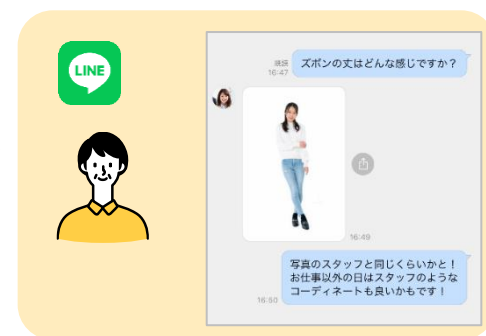 LINE
既読
16:47
ズボンの丈はどんな感じですか？
16:49
写真のスタッフと同じくらいかと！
お仕事以外の日はスタッフのような
コーディネートも良いかもです！
16:50